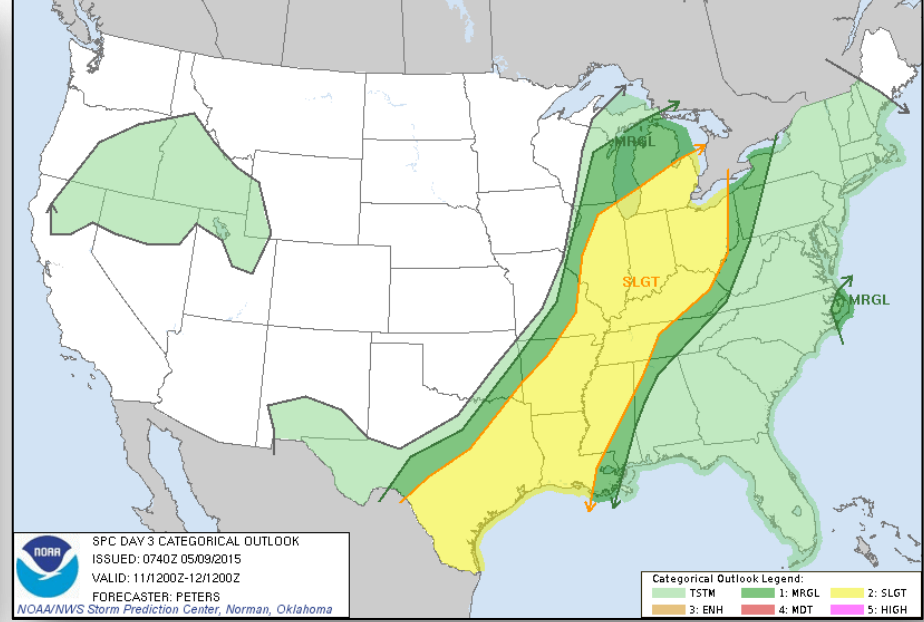 MRGL
SLGT
MRGL
NOAA
SPC DAY 3 CATEGORICAL OUTLOOK
ISSUED: 0740Z 05/09/2015
VALID: 11/1200Z-12/1200Z
FORECASTER: PETERS
NOAA/NWS Storm Prediction Center, Norman, Oklahoma
Categorical Outlook Legend:
TSTM 1: MRGL 2: SLGT
3: ENH 4: MDT 5: HIGH